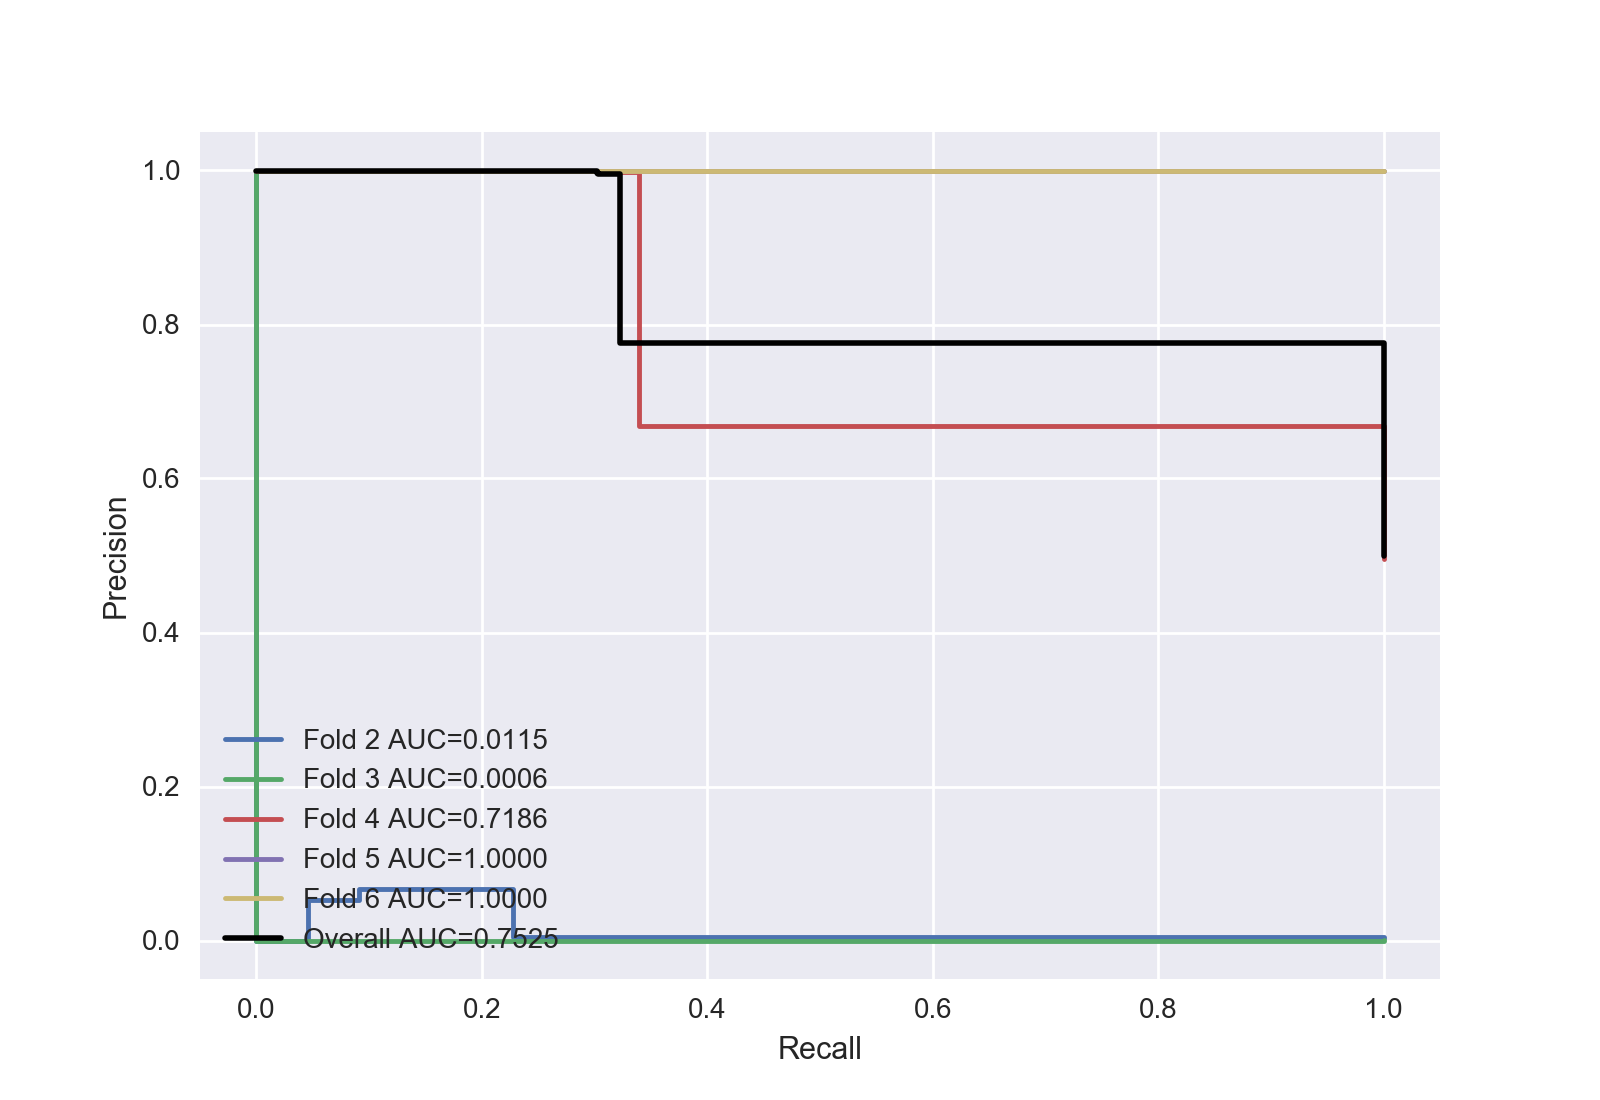 1.0
0.8
0.6
0.4
0.2
0.0
Precision
Fold 2 AUC=0.0115
Fold 3 AUC=0.0006
Fold 4 AUC=0.7186
Fold 5 AUC=1.0000
Fold 6 AUC=1.0000
Overall AUC=0.7525
0.0 0.2 0.4 0.6 0.8 1.0
Recall